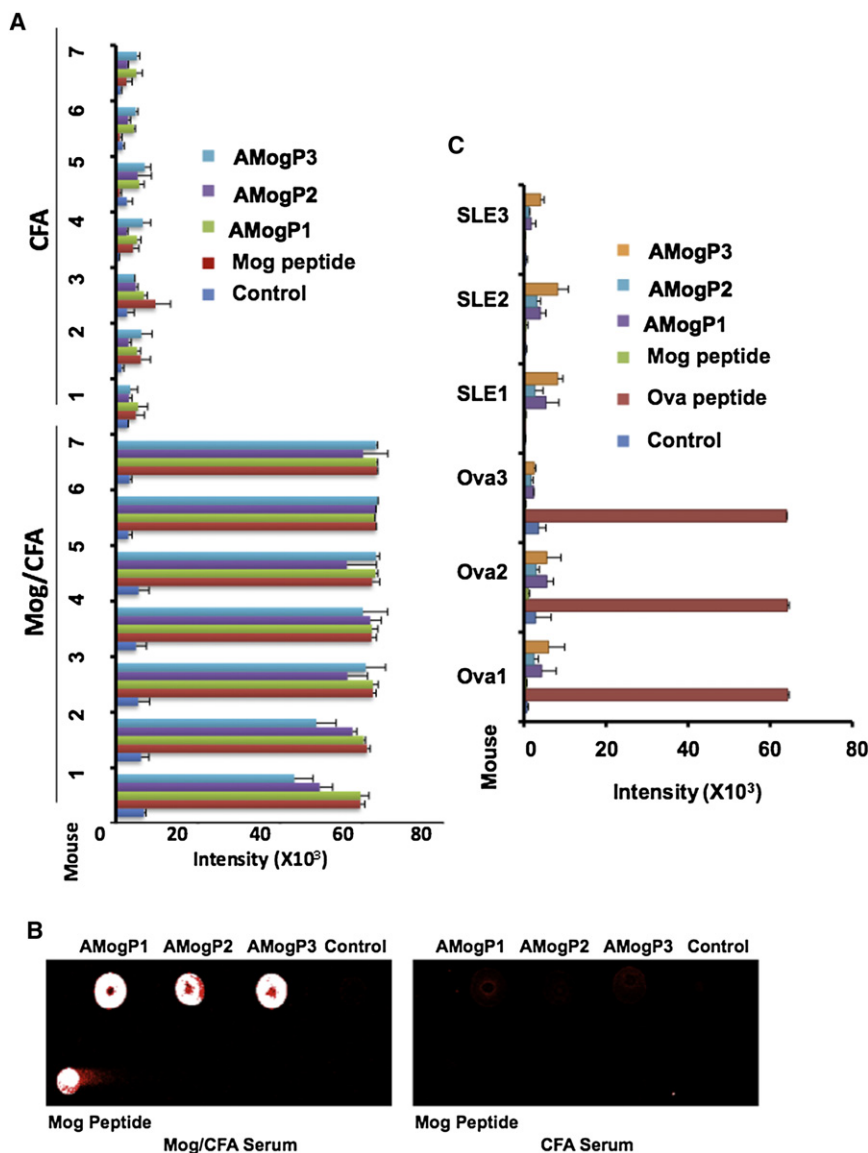 A
CFA
7
6
5
4
3
2
1
AMogP3
AMogP2
AMogP1
Mog peptide
Control
Mog/CFA
7
6
5
4
3
2
1
Mouse
0 20 40 60 80
Intensity (X10³)
C
SLE3
SLE2
SLE1
Ova3
Ova2
Ova1
AMogP3
AMogP2
AMogP1
Mog peptide
Ova peptide
Control
Mouse
0 20 40 60 80
Intensity (X10³)
B
AMogP1 AMogP2 AMogP3 Control
Mog Peptide
Mog/CFA Serum
AMogP1 AMogP2 AMogP3 Control
Mog Peptide
CFA Serum